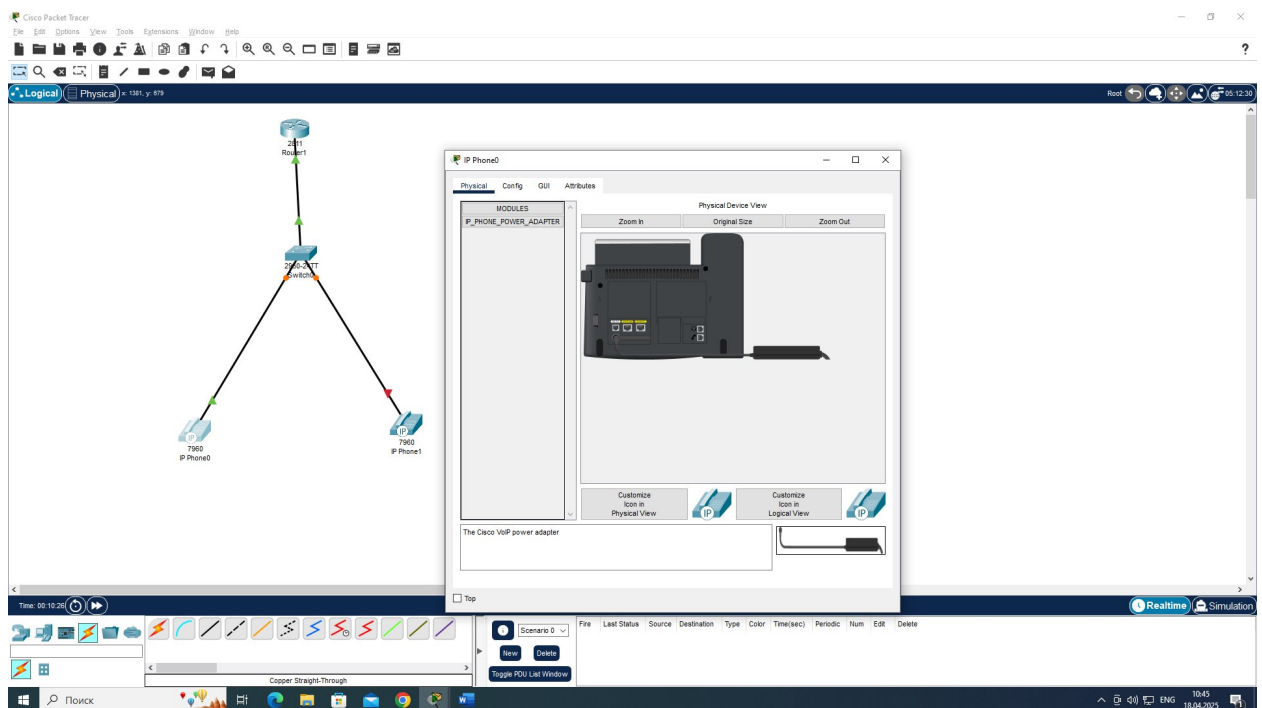 Cisco Packet Tracer
File Edit Options View Tools Extensions Window Help
?
Logical Physical x: 1381, y: 679 Root 05:12:30
2811
Router1
Switch0
7960
IP Phone0
7960
IP Phone1
IP Phone0
Physical Config GUI Attributes
MODULES
IP_PHONE_POWER_ADAPTER
Physical Device View
Zoom In Original Size Zoom Out
Customize
Icon in
Physical View
IP
Customize
Icon in
Logical View
IP
The Cisco VoIP power adapter
Top
Time: 00:10:26 Realtime Simulation
Scenario 0
New Delete
Toggle PDU List Window
Fire Last Status Source Destination Type Color Time(sec) Periodic Num Edit Delete
Copper Straight-Through
Поиск
ENG
10:45
18.04.2025